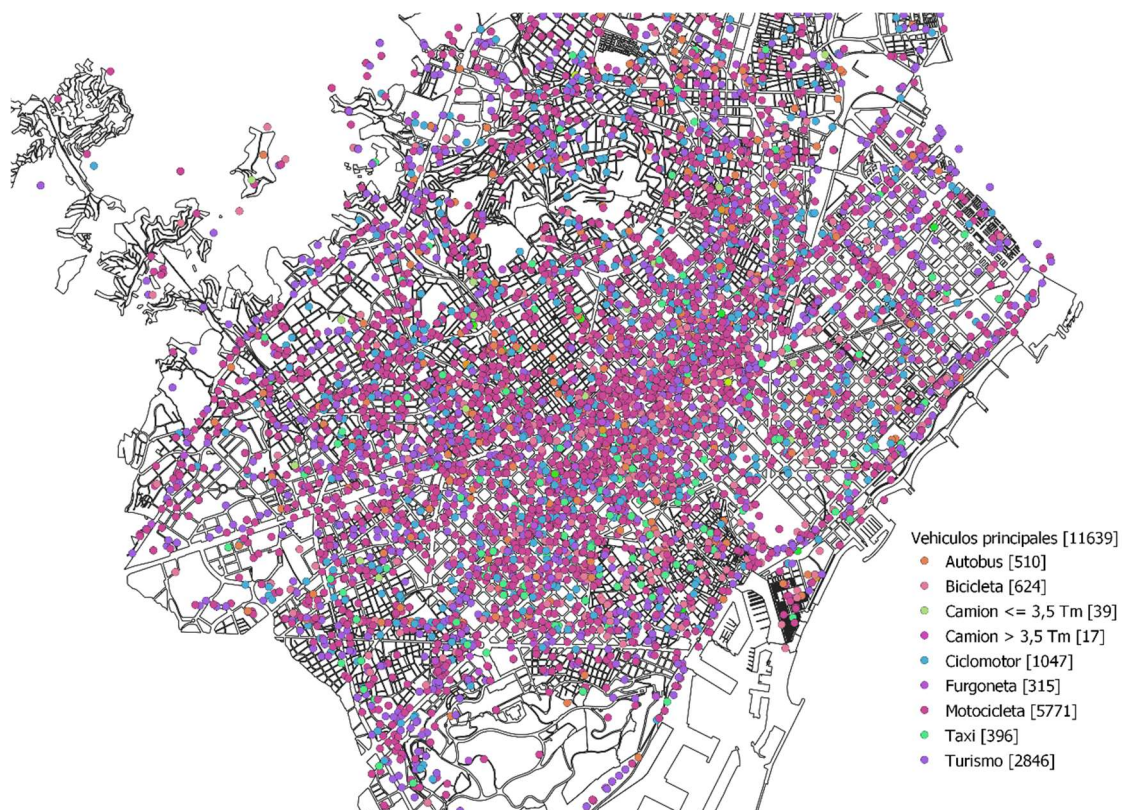 Vehiculos principales [11639]
Autobus [510]
Bicicleta [624]
Camion <= 3,5 Tm [39]
Camion > 3,5 Tm [17]
Ciclomotor [1047]
Furgoneta [315]
Motocicleta [5771]
Taxi [396]
Turismo [2846]